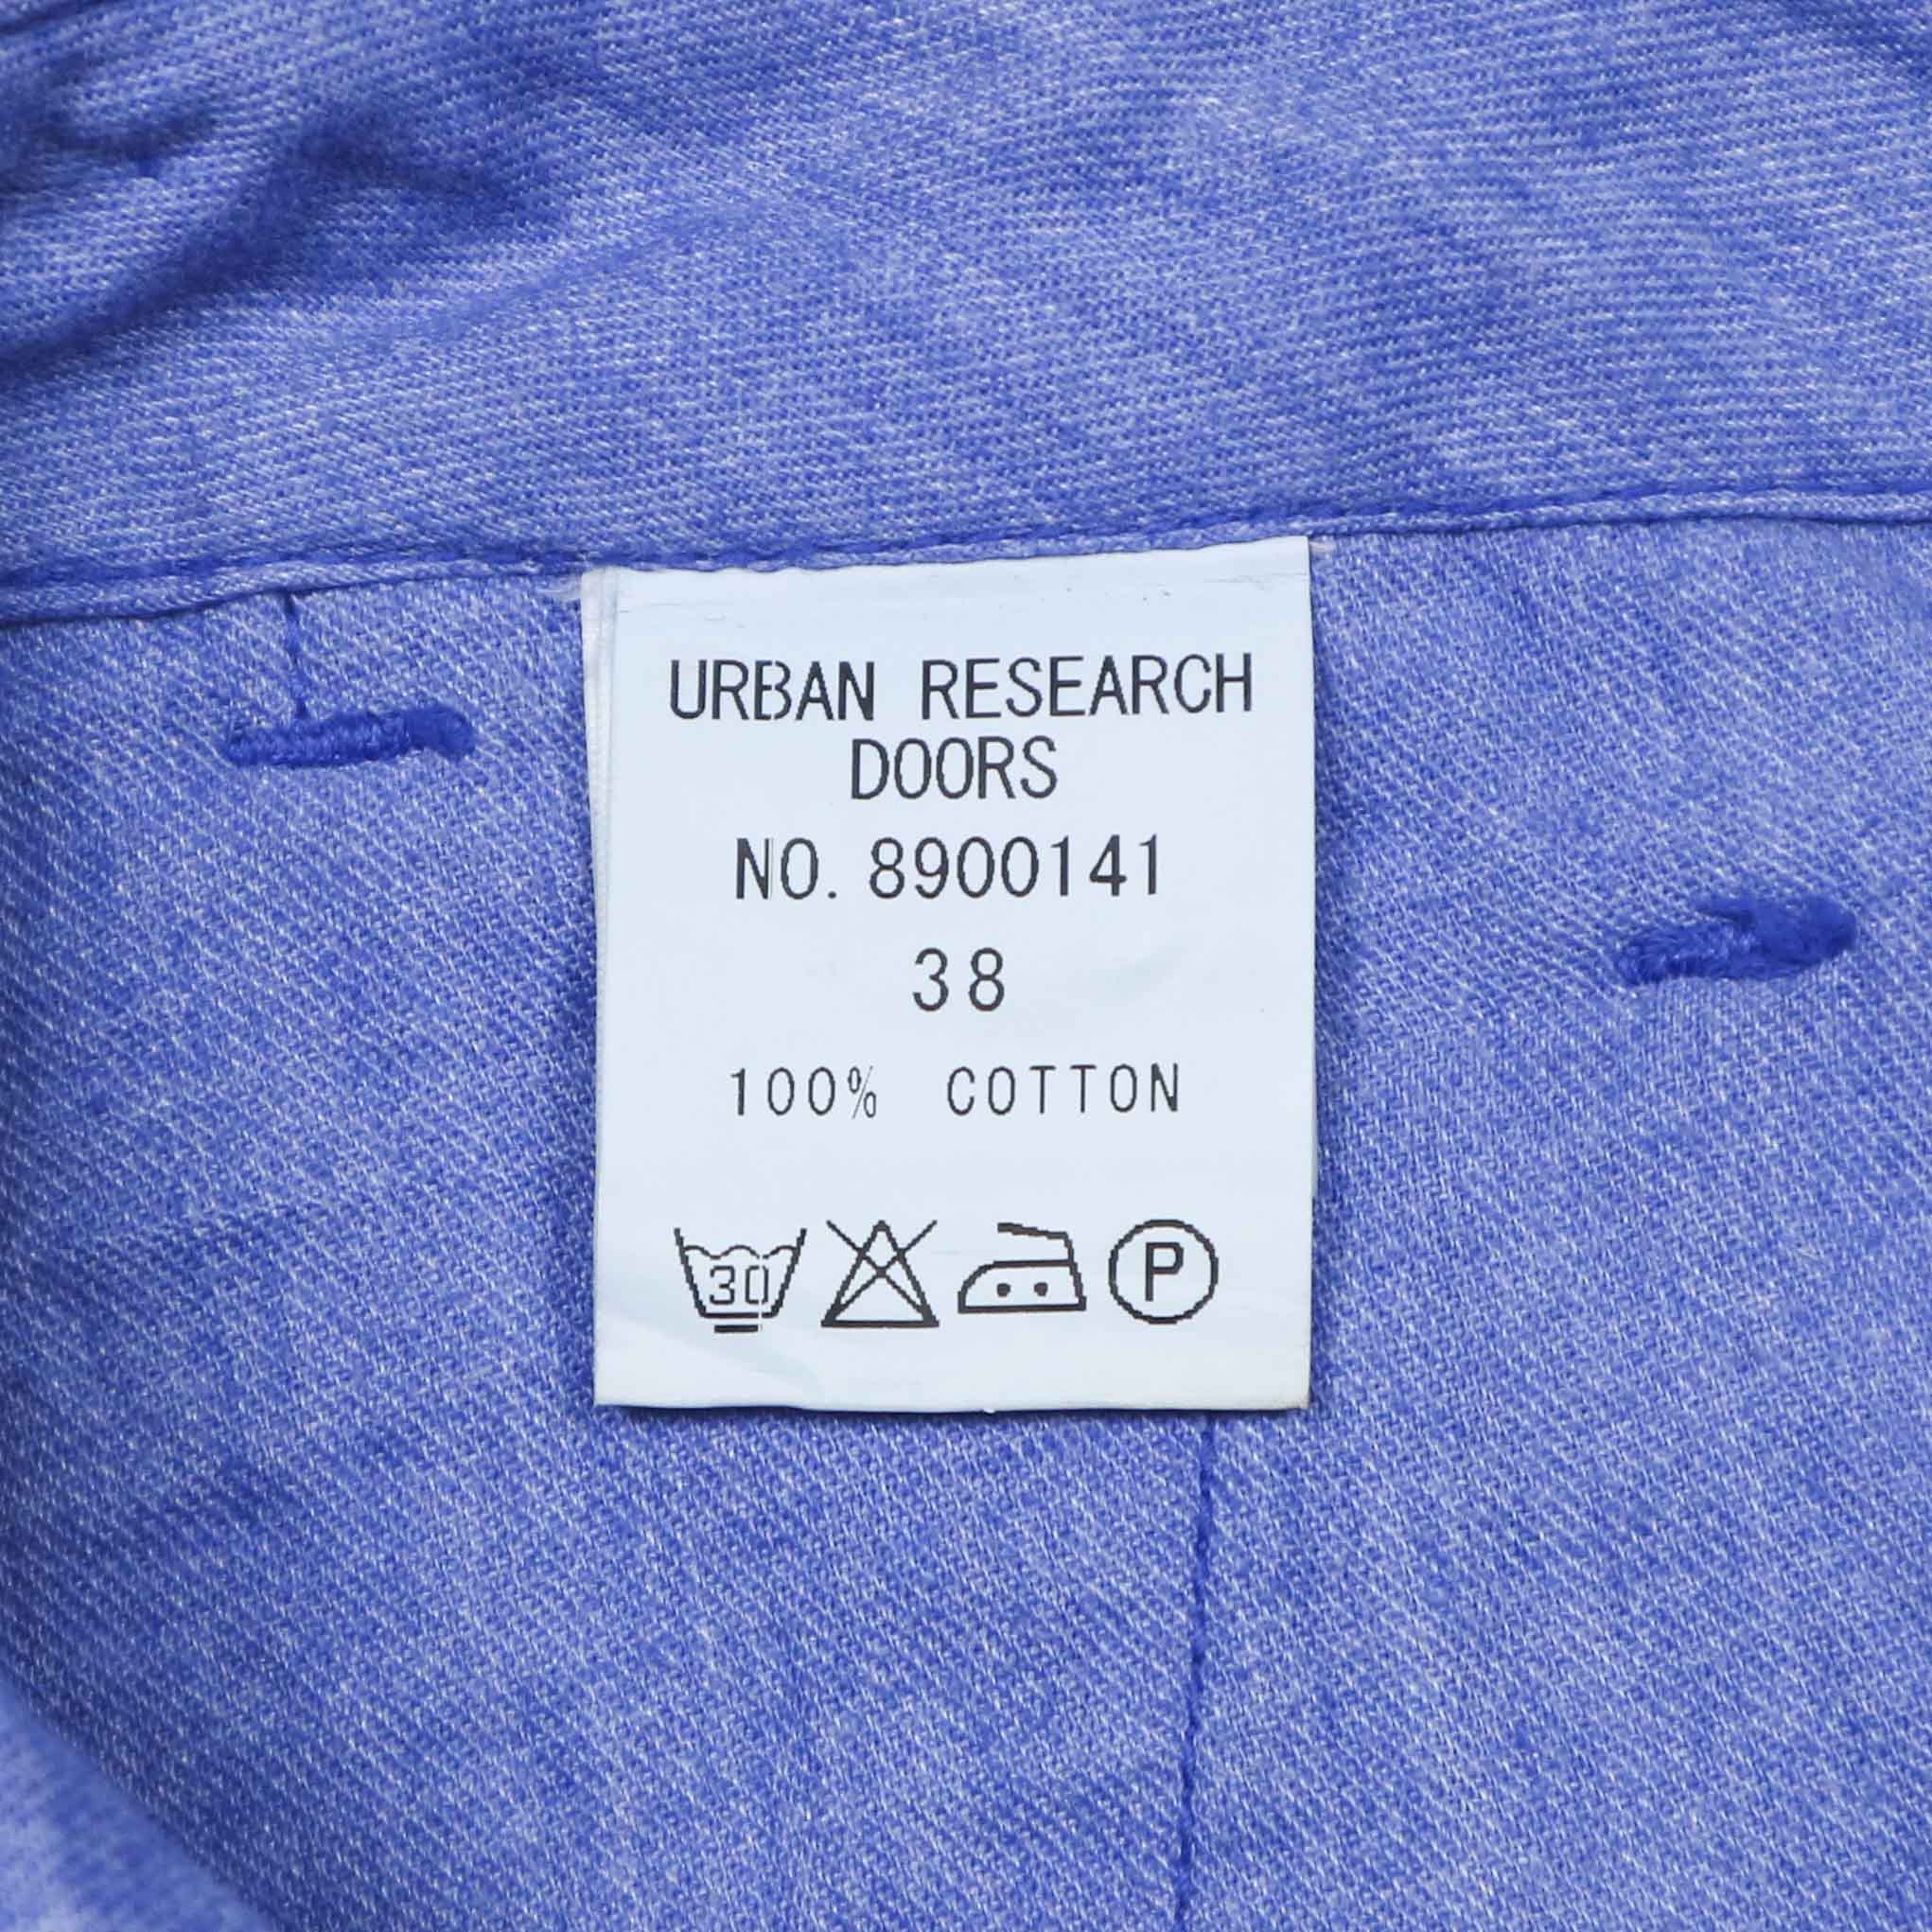 URBAN RESEARCH
DOORS
NO. 8900141
38
100% COTTON
30 P